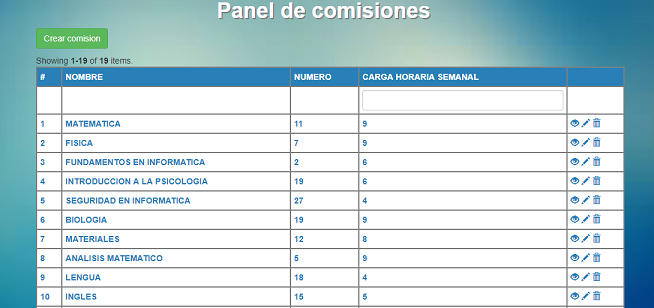 Panel de comisiones
Crear comision
Showing 1-19 of 19 items.
# NOMBRE NUMERO CARGA HORARIA SEMANAL
1 MATEMATICA 11 9
2 FISICA 7 9
3 FUNDAMENTOS EN INFORMATICA 2 6
4 INTRODUCCION A LA PSICOLOGIA 19 6
5 SEGURIDAD EN INFORMATICA 27 4
6 BIOLOGIA 19 9
7 MATERIALES 12 8
8 ANALISIS MATEMATICO 5 9
9 LENGUA 18 4
10 INGLES 15 5